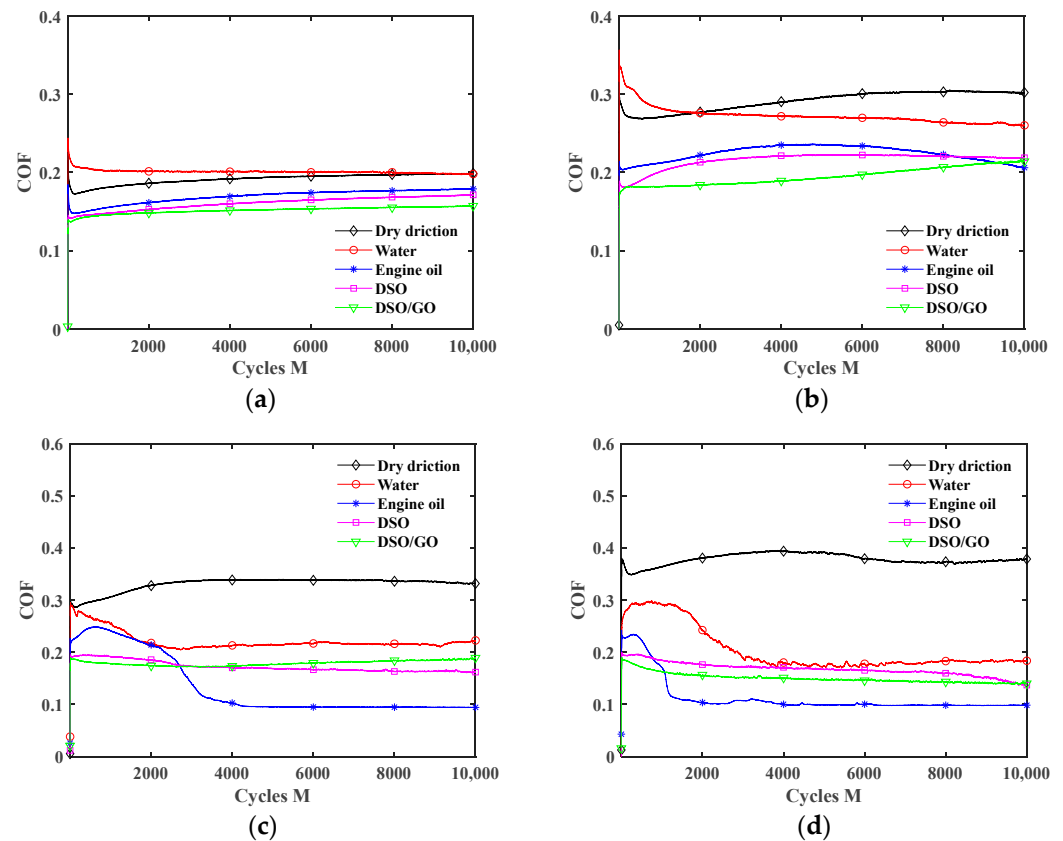 0.4
0.3
0.2
0.1
0
COF
Dry driction
Water
Engine oil
DSO
DSO/GO
2000 4000 6000 8000 10,000
Cycles M
(a)
0.4
0.3
0.2
0.1
0
COF
Dry driction
Water
Engine oil
DSO
DSO/GO
2000 4000 6000 8000 10,000
Cycles M
(b)
0.6
0.5
0.4
0.3
0.2
0.1
0
COF
Dry driction
Water
Engine oil
DSO
DSO/GO
2000 4000 6000 8000 10,000
Cycles M
(c)
0.6
0.5
0.4
0.3
0.2
0.1
0
COF
Dry driction
Water
Engine oil
DSO
DSO/GO
2000 4000 6000 8000 10,000
Cycles M
(d)